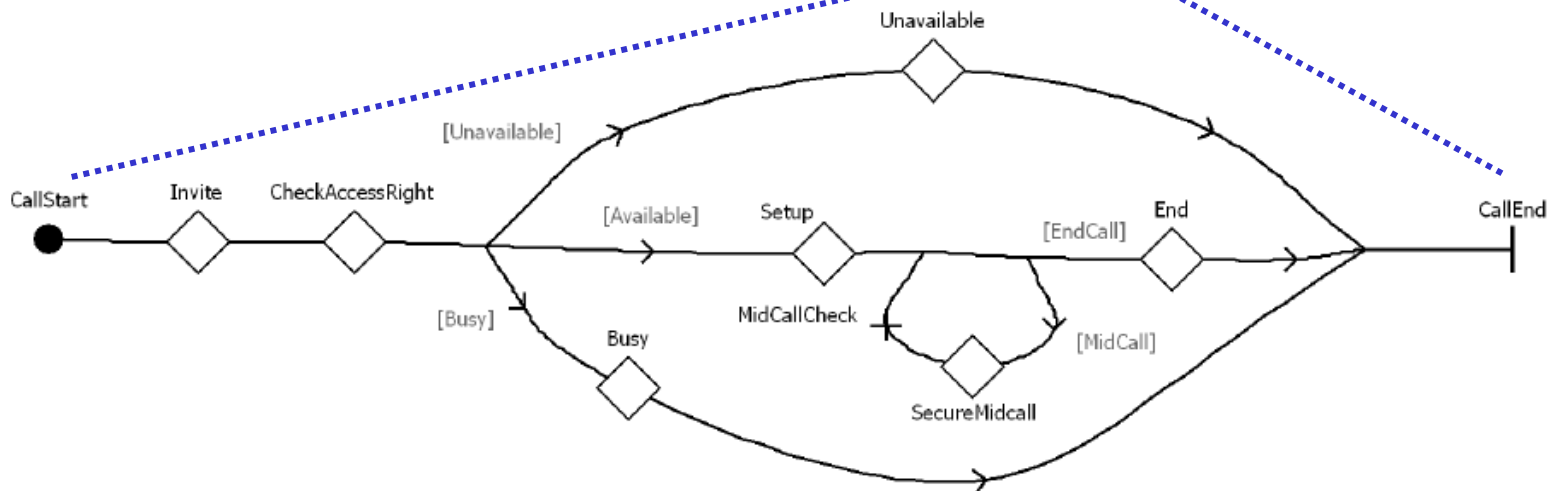 Unavailable
[Unavailable]
CallStart
Invite
CheckAccessRight
[Available]
Setup
[EndCall]
End
CallEnd
[Busy]
MidCallCheck
[MidCall]
Busy
SecureMidcall